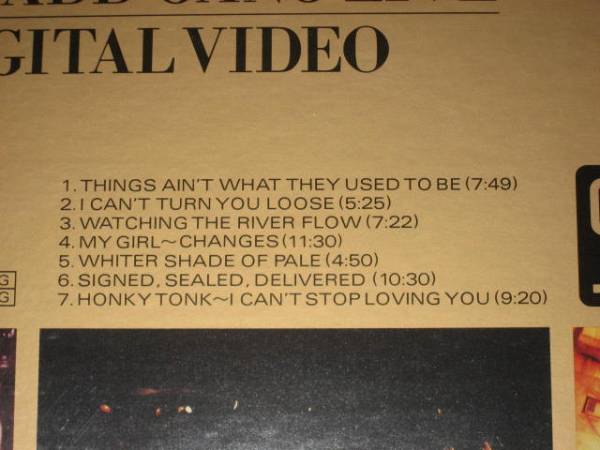 GITAL VIDEO
1. THINGS AIN'T WHAT THEY USED TO BE (7:49)
2. I CAN'T TURN YOU LOOSE (5:25)
3. WATCHING THE RIVER FLOW (7:22)
4. MY GIRL~CHANGES (11:30)
5. WHITER SHADE OF PALE (4:50)
6. SIGNED, SEALED, DELIVERED (10:30)
7. HONKY TONK~I CAN'T STOP LOVING YOU (9:20)
G
G